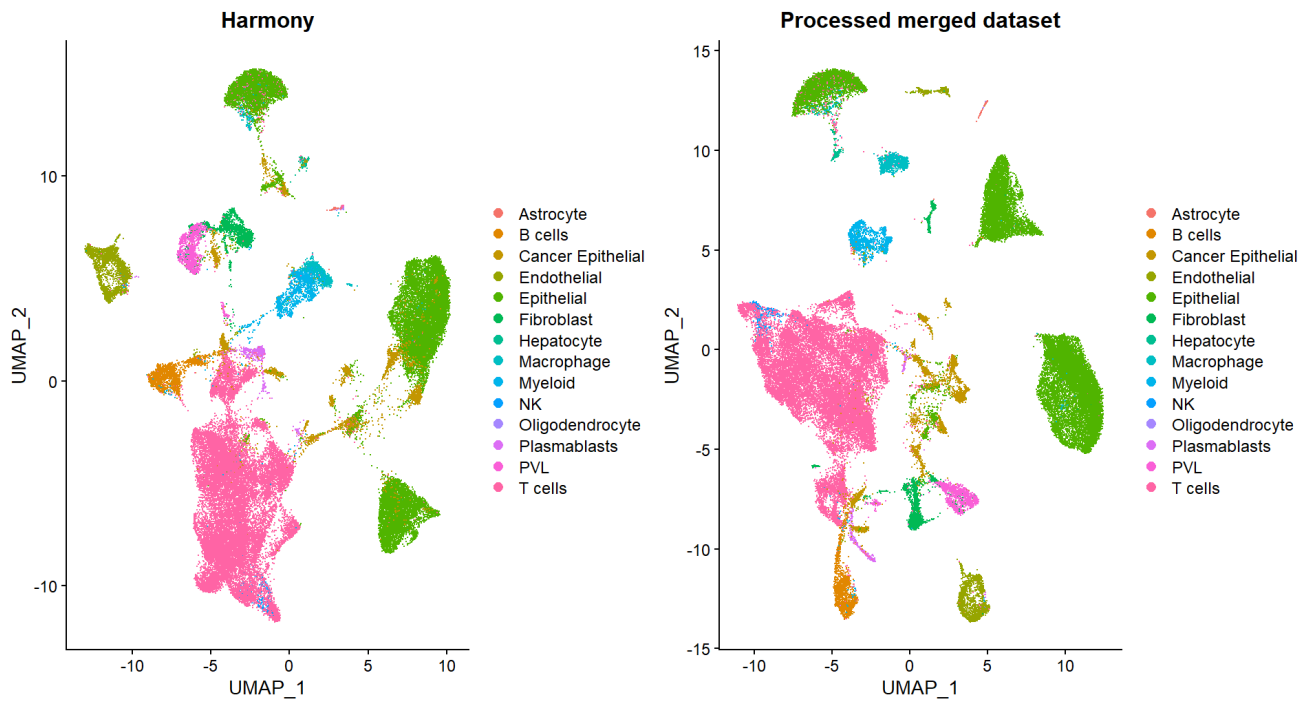 Harmony
Processed merged dataset
UMAP_2
10
0
-10
-10
-5
0
5
10
UMAP_1
Astrocyte
B cells
Cancer Epithelial
Endothelial
Epithelial
Fibroblast
Hepatocyte
Macrophage
Myeloid
NK
Oligodendrocyte
Plasmablasts
PVL
T cells
UMAP_2
15
10
5
0
-5
-10
-15
-10
-5
0
5
10
UMAP_1
Astrocyte
B cells
Cancer Epithelial
Endothelial
Epithelial
Fibroblast
Hepatocyte
Macrophage
Myeloid
NK
Oligodendrocyte
Plasmablasts
PVL
T cells